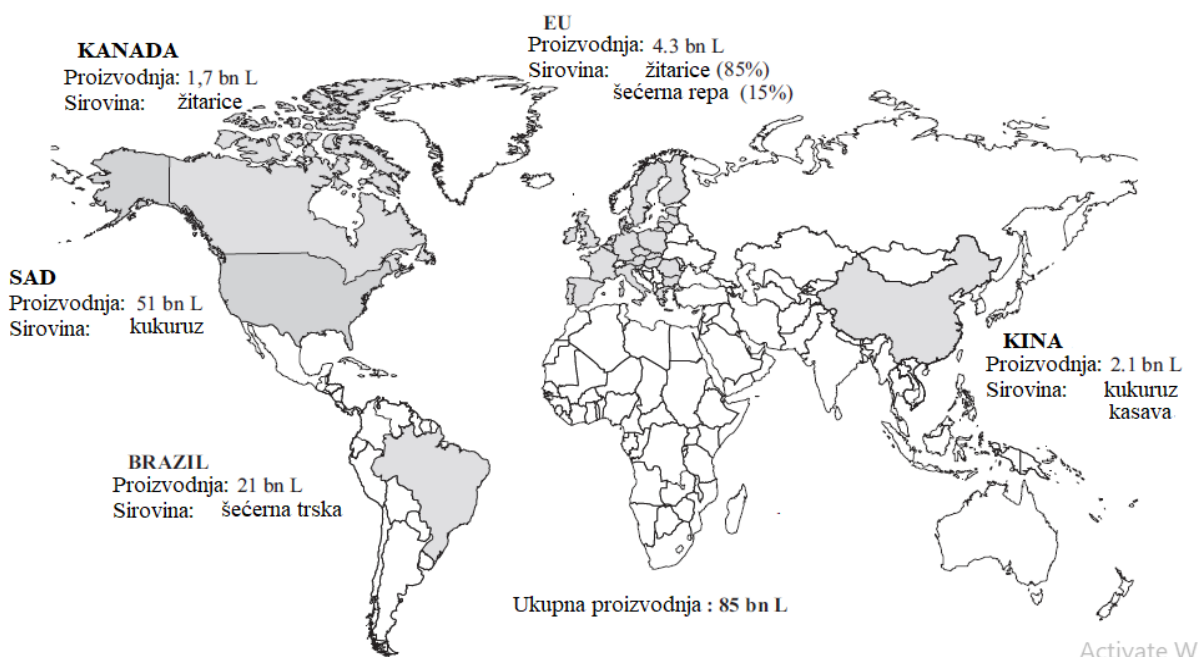 EU
Proizvodnja: 4.3 bn L
Sirovina: žitarice (85%)
šećerna repa (15%)
KANADA
Proizvodnja: 1,7 bn L
Sirovina: žitarice
SAD
Proizvodnja: 51 bn L
Sirovina: kukuruz
KINA
Proizvodnja: 2.1 bn L
Sirovina: kukuruz
kasava
BRAZIL
Proizvodnja: 21 bn L
Sirovina: šećerna trska
Ukupna proizvodnja : 85 bn L
Activate W